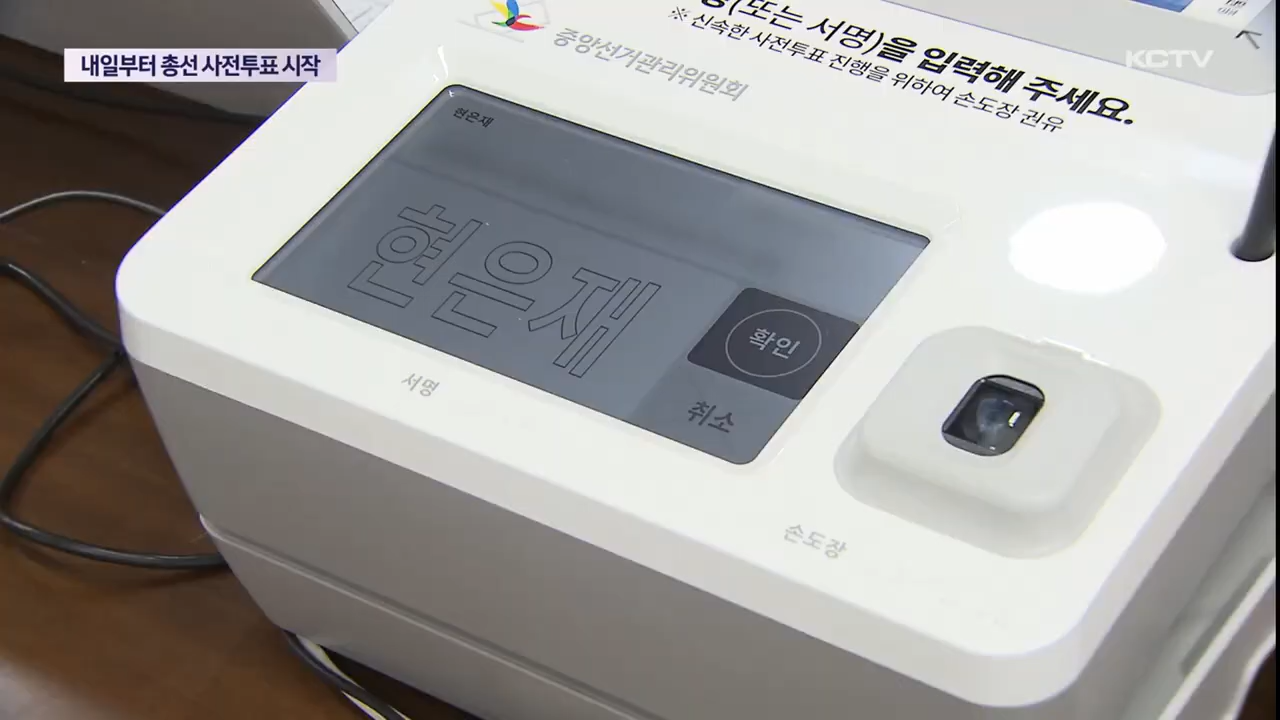 내일부터 총선 사전투표 시작
KCTV
(또는 서명)을 입력해 주세요.
※ 신속한 사전투표 진행을 위하여 손도장 권유
중앙선거관리위원회
현은재
현은재
확인
취소
서명
손도장